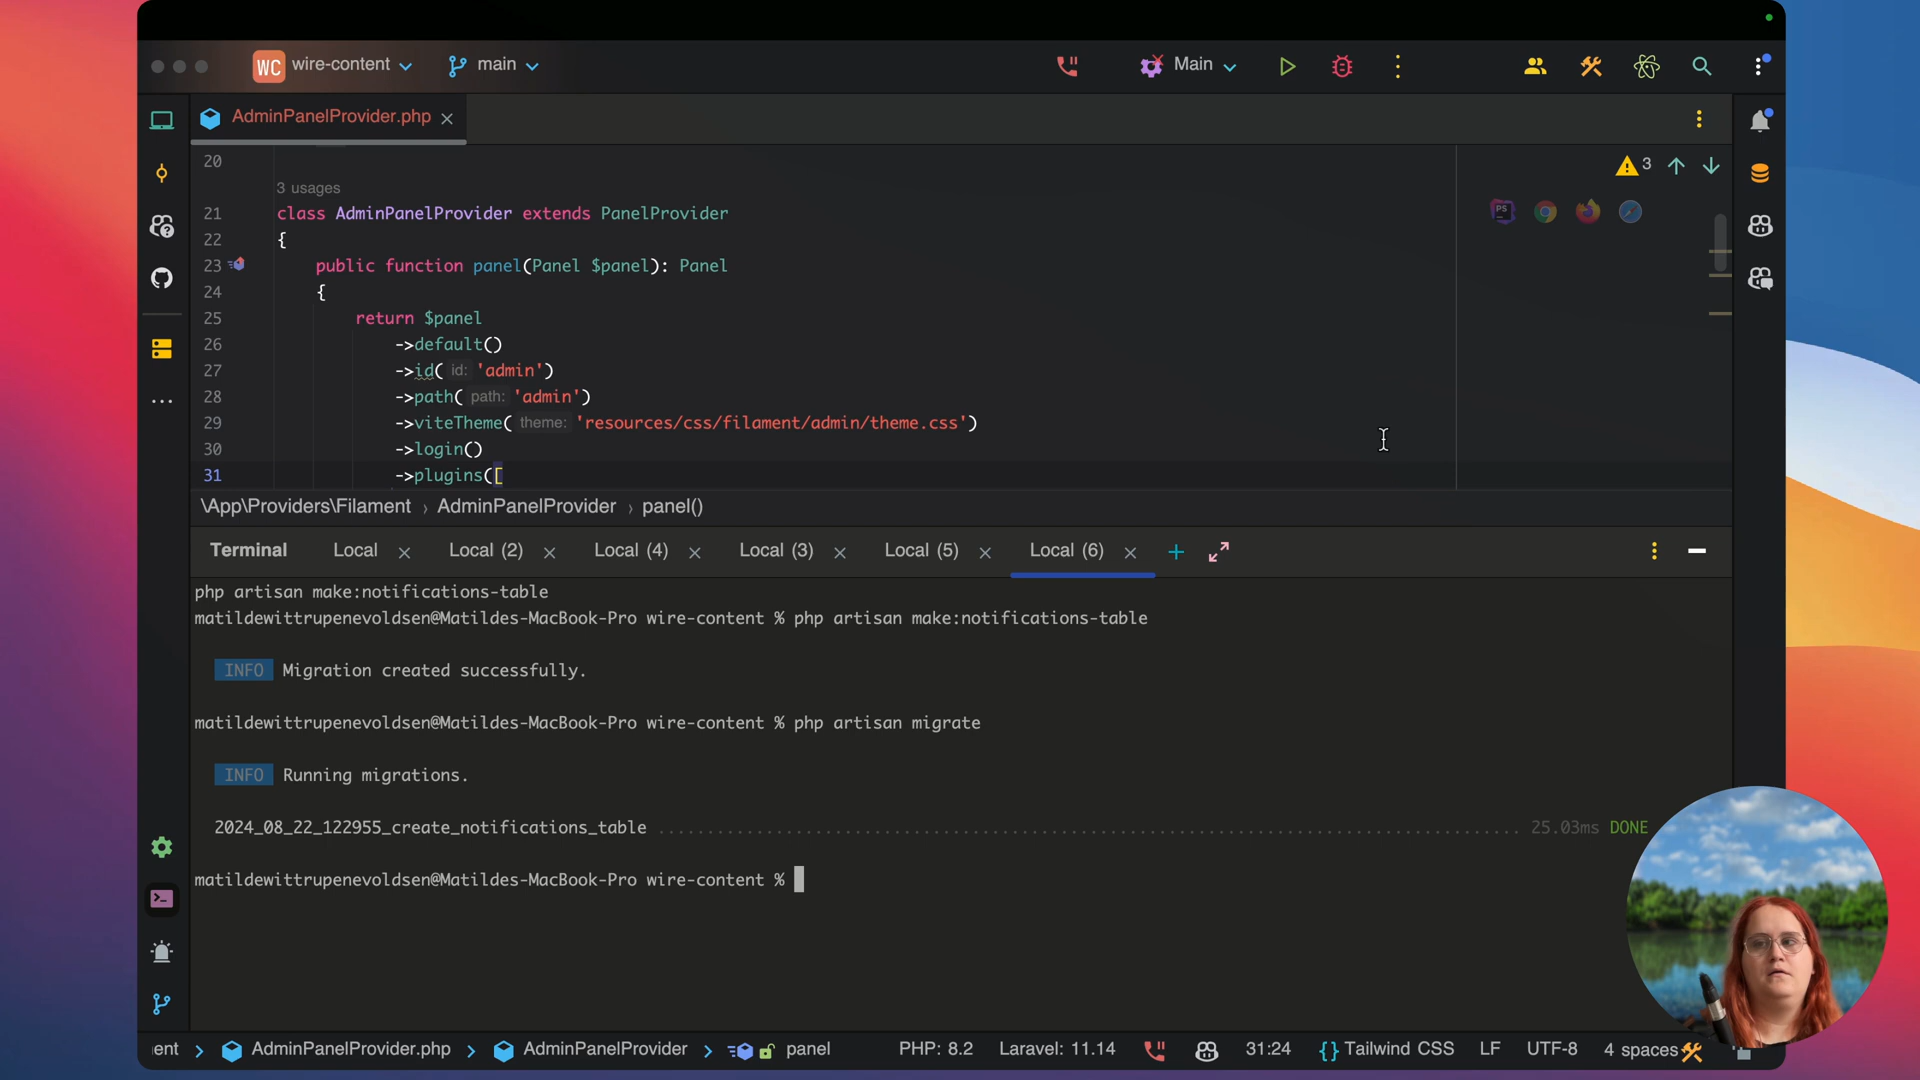 WC wire-content main Main
AdminPanelProvider.php
20
3 usages
3
21 class AdminPanelProvider extends PanelProvider
PS
22 {
23 public function panel(Panel $panel): Panel
24 {
25 return $panel
26 ->default()
27 ->id( id: 'admin')
28 ->path( path: 'admin')
29 ->viteTheme( theme: 'resources/css/filament/admin/theme.css')
30 ->login()
31 ->plugins([
\App\Providers\Filament › AdminPanelProvider › panel()
Terminal Local Local (2) Local (4) Local (3) Local (5) Local (6)
php artisan make:notifications-table
matildewittrupenevoldsen@Matildes-MacBook-Pro wire-content % php artisan make:notifications-table
INFO Migration created successfully.
matildewittrupenevoldsen@Matildes-MacBook-Pro wire-content % php artisan migrate
INFO Running migrations.
2024_08_22_122955_create_notifications_table ........................................................................................ 25.03ms DONE
matildewittrupenevoldsen@Matildes-MacBook-Pro wire-content %
ent › AdminPanelProvider.php › AdminPanelProvider › panel PHP: 8.2 Laravel: 11.14 31:24 {} Tailwind CSS LF UTF-8 4 spaces